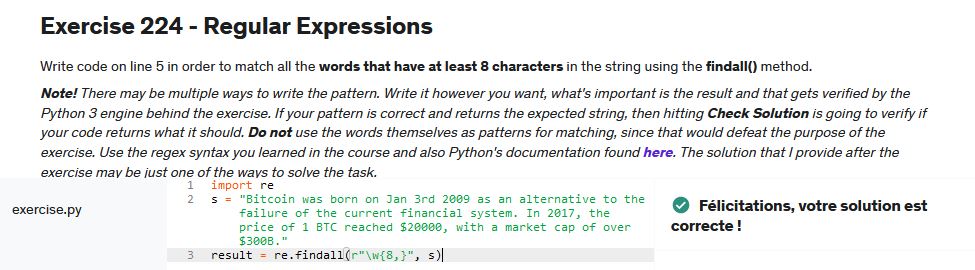 Exercise 224 - Regular Expressions
Write code on line 5 in order to match all the words that have at least 8 characters in the string using the findall() method.
Note! There may be multiple ways to write the pattern. Write it however you want, what's important is the result and that gets verified by the
Python 3 engine behind the exercise. If your pattern is correct and returns the expected string, then hitting Check Solution is going to verify if
your code returns what it should. Do not use the words themselves as patterns for matching, since that would defeat the purpose of the
exercise. Use the regex syntax you learned in the course and also Python's documentation found here. The solution that I provide after the
exercise may be just one of the ways to solve the task.
exercise.py
1 import re
2 s = "Bitcoin was born on Jan 3rd 2009 as an alternative to the
failure of the current financial system. In 2017, the
price of 1 BTC reached $20000, with a market cap of over
$300B."
3 result = re.findall(r"\w{8,}", s)
Félicitations, votre solution est
correcte !